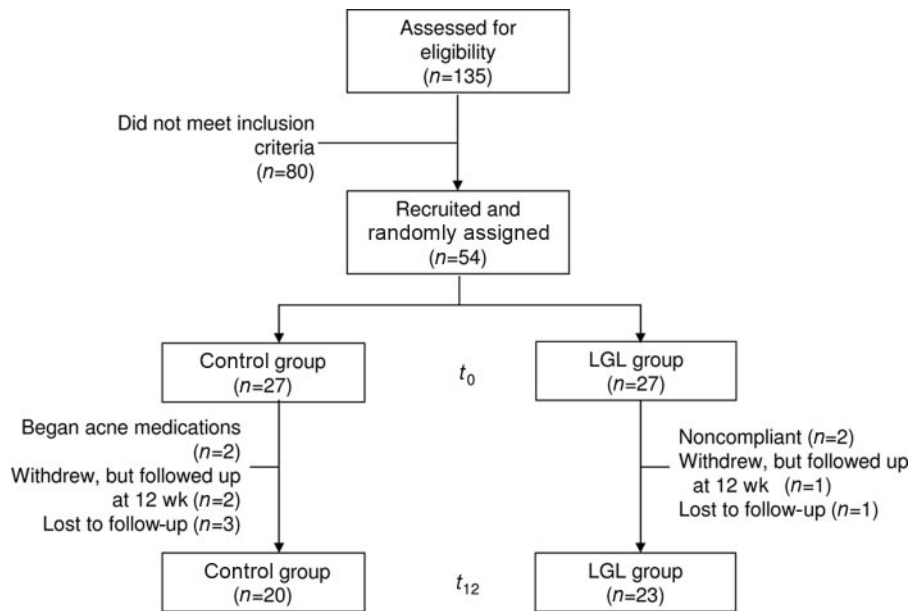 Assessed for
eligibility
(n=135)
Did not meet inclusion
criteria
(n=80)
Recruited and
randomly assigned
(n=54)
Control group
(n=27)
t0
LGL group
(n=27)
Began acne medications
(n=2)
Withdrew, but followed up
at 12 wk (n=2)
Lost to follow-up (n=3)
Noncompliant (n=2)
Withdrew, but followed up
at 12 wk (n=1)
Lost to follow-up (n=1)
Control group
(n=20)
t12
LGL group
(n=23)